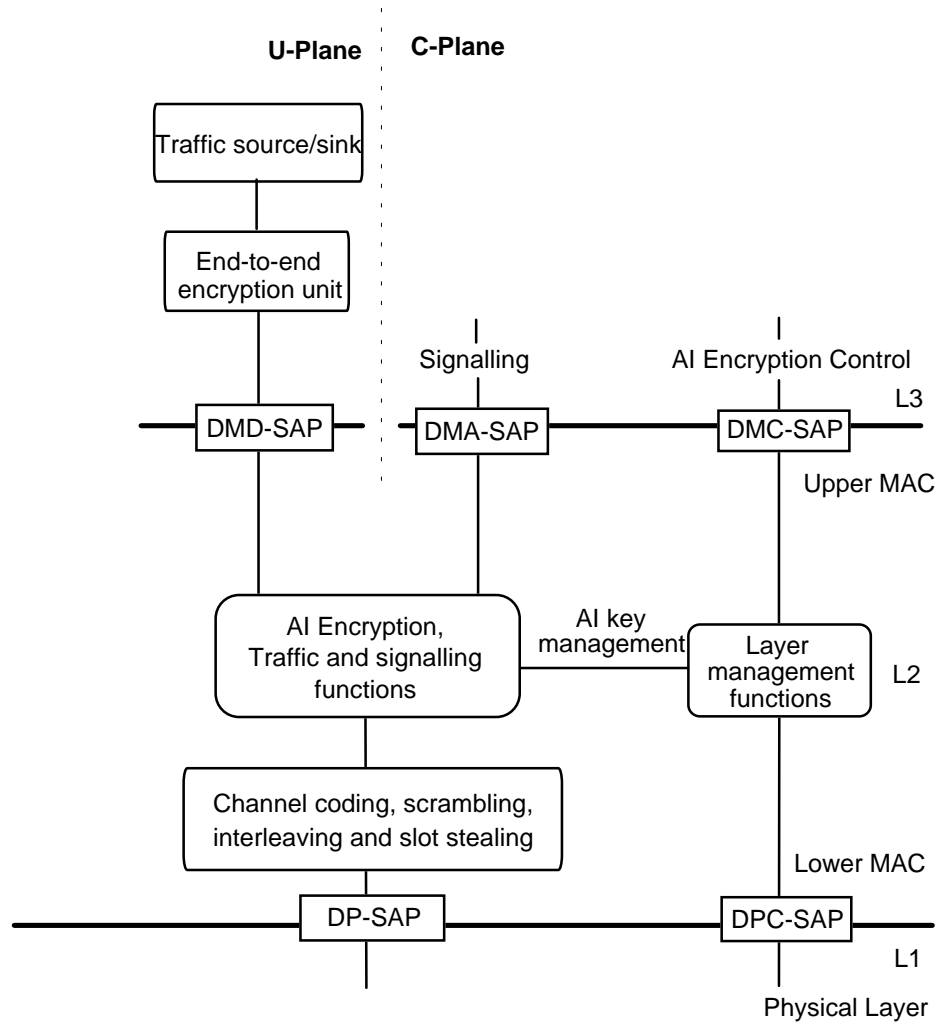 U-Plane
C-Plane
Traffic source/sink
End-to-end
encryption unit
Signalling
AI Encryption Control
L3
DMD-SAP
DMA-SAP
DMC-SAP
Upper MAC
AI Encryption,
Traffic and signalling
functions
AI key
management
Layer
management
functions
L2
Channel coding, scrambling,
interleaving and slot stealing
Lower MAC
DP-SAP
DPC-SAP
L1
Physical Layer